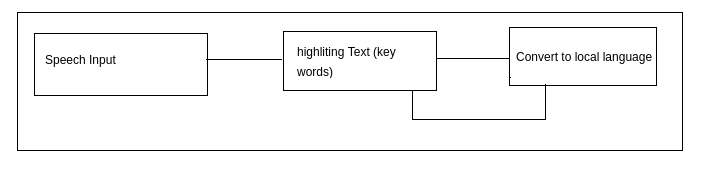 Speech Input
highliting Text (key
words)
Convert to local language